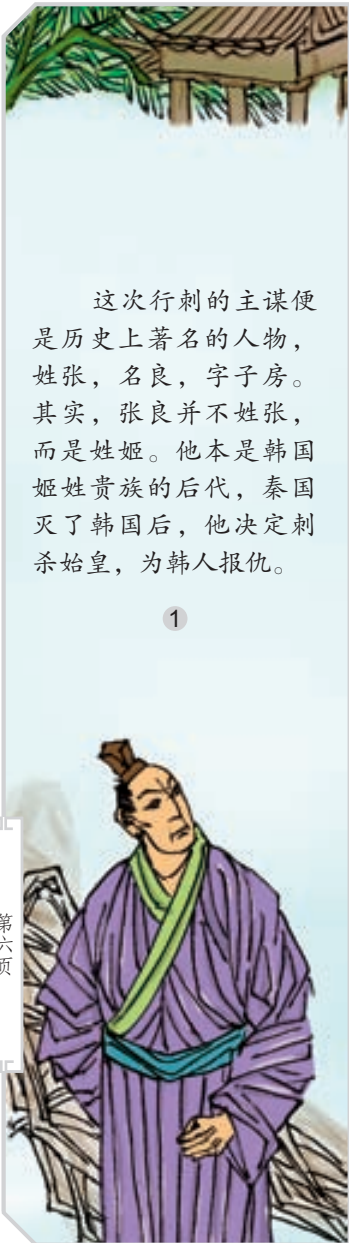 这次行刺的主谋便
是历史上著名的人物，
姓张，名良，字子房。
其实，张良并不姓张，
而是姓姬。他本是韩国
姬姓贵族的后代，秦国
灭了韩国后，他决定刺
杀始皇，为韩人报仇。
1
第六页